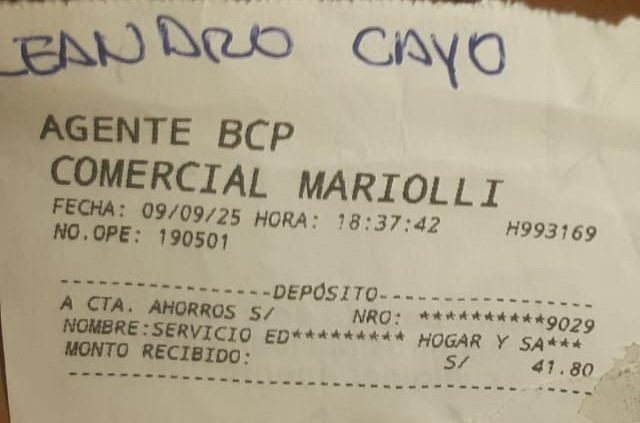 LEANDRO CAYO
AGENTE BCP
COMERCIAL MARIOLLI
FECHA: 09/09/25 HORA: 18:37:42 H993169
NO.OPE: 190501
--------------------DEPÓSITO--------------------
A CTA. AHORROS S/ NRO: **********9029
NOMBRE:SERVICIO ED********* HOGAR Y SA***
MONTO RECIBIDO: S/ 41.80